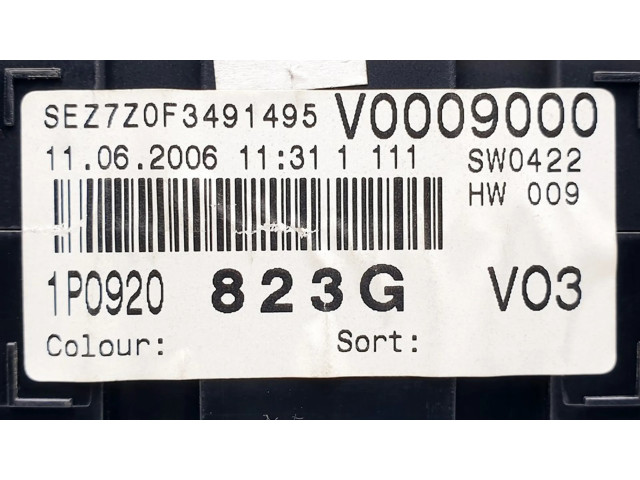 SEZ7Z0F3491495 V0009000
11.06.2006 11:31 1 111 SW0422
HW 009
1P0920 823G V03
Colour: Sort: